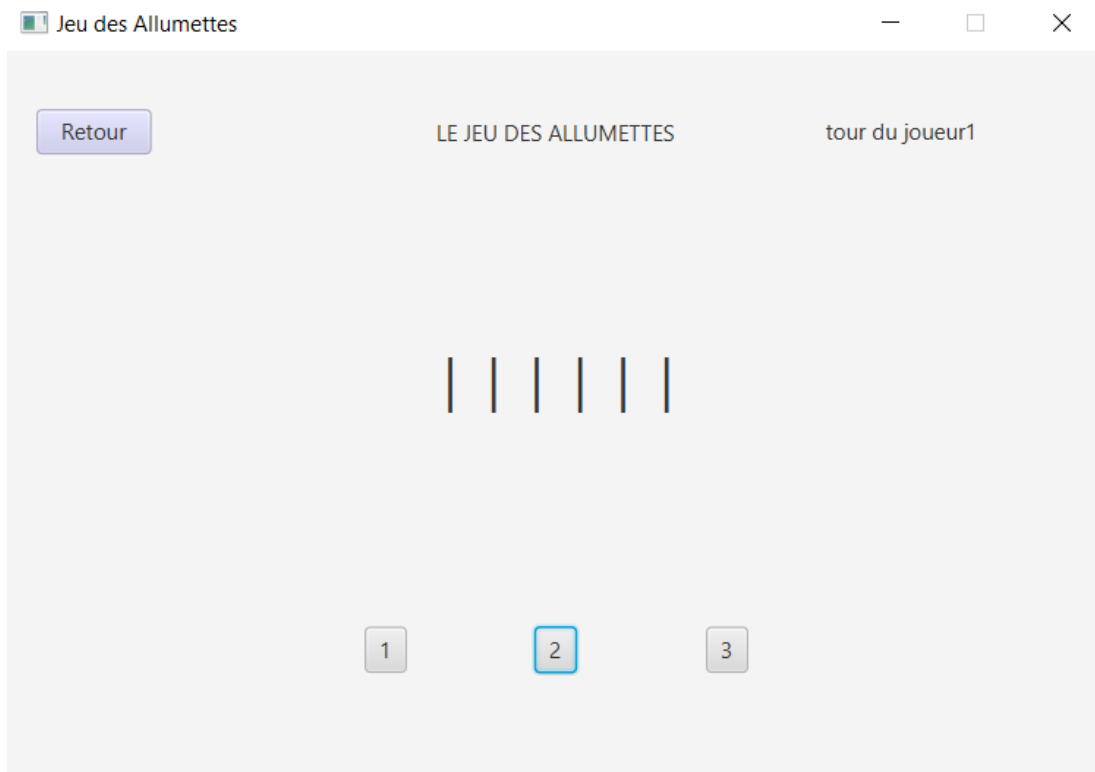 Jeu des Allumettes
Retour LE JEU DES ALLUMETTES tour du joueur1
| | | | | |
1 2 3